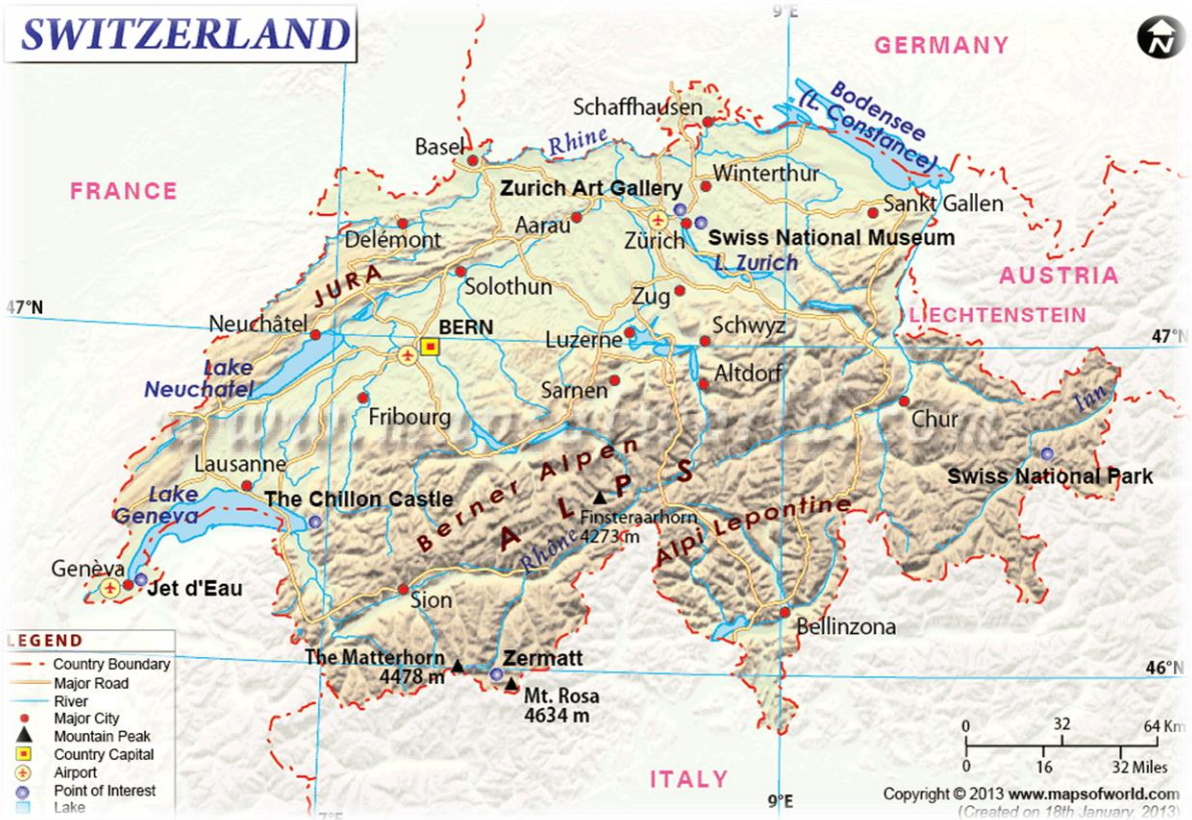 SWITZERLAND
9°E
N
GERMANY
Schaffhausen
Bodensee
(L. Constance)
Basel
Rhine
FRANCE
Zurich Art Gallery
Winterthur
Sankt Gallen
Aarau
Delémont
Zürich
Swiss National Museum
L. Zurich
AUSTRIA
JURA
Solothun
Zug
47°N
LIECHTENSTEIN
Neuchâtel
BERN
Luzerne
Schwyz
47°N
Lake
Neuchatel
Sarnen
Altdorf
Inn
Fribourg
Chur
Lausanne
Berner Alpen
ALPS
Swiss National Park
Lake
Geneva
The Chillon Castle
Finsteraarhorn
4273 m
Alpi Lepontine
Rhône
Genèva
Jet d'Eau
Sion
Bellinzona
The Matterhorn
4478 m
Zermatt
46°N
Mt. Rosa
4634 m
LEGEND
Country Boundary
Major Road
River
Major City
Mountain Peak
Country Capital
Airport
Point of Interest
Lake
0 32 64 Km
0 16 32 Miles
ITALY
7°E
9°E
Copyright © 2013 www.mapsofworld.com
(Created on 18th January, 2013)